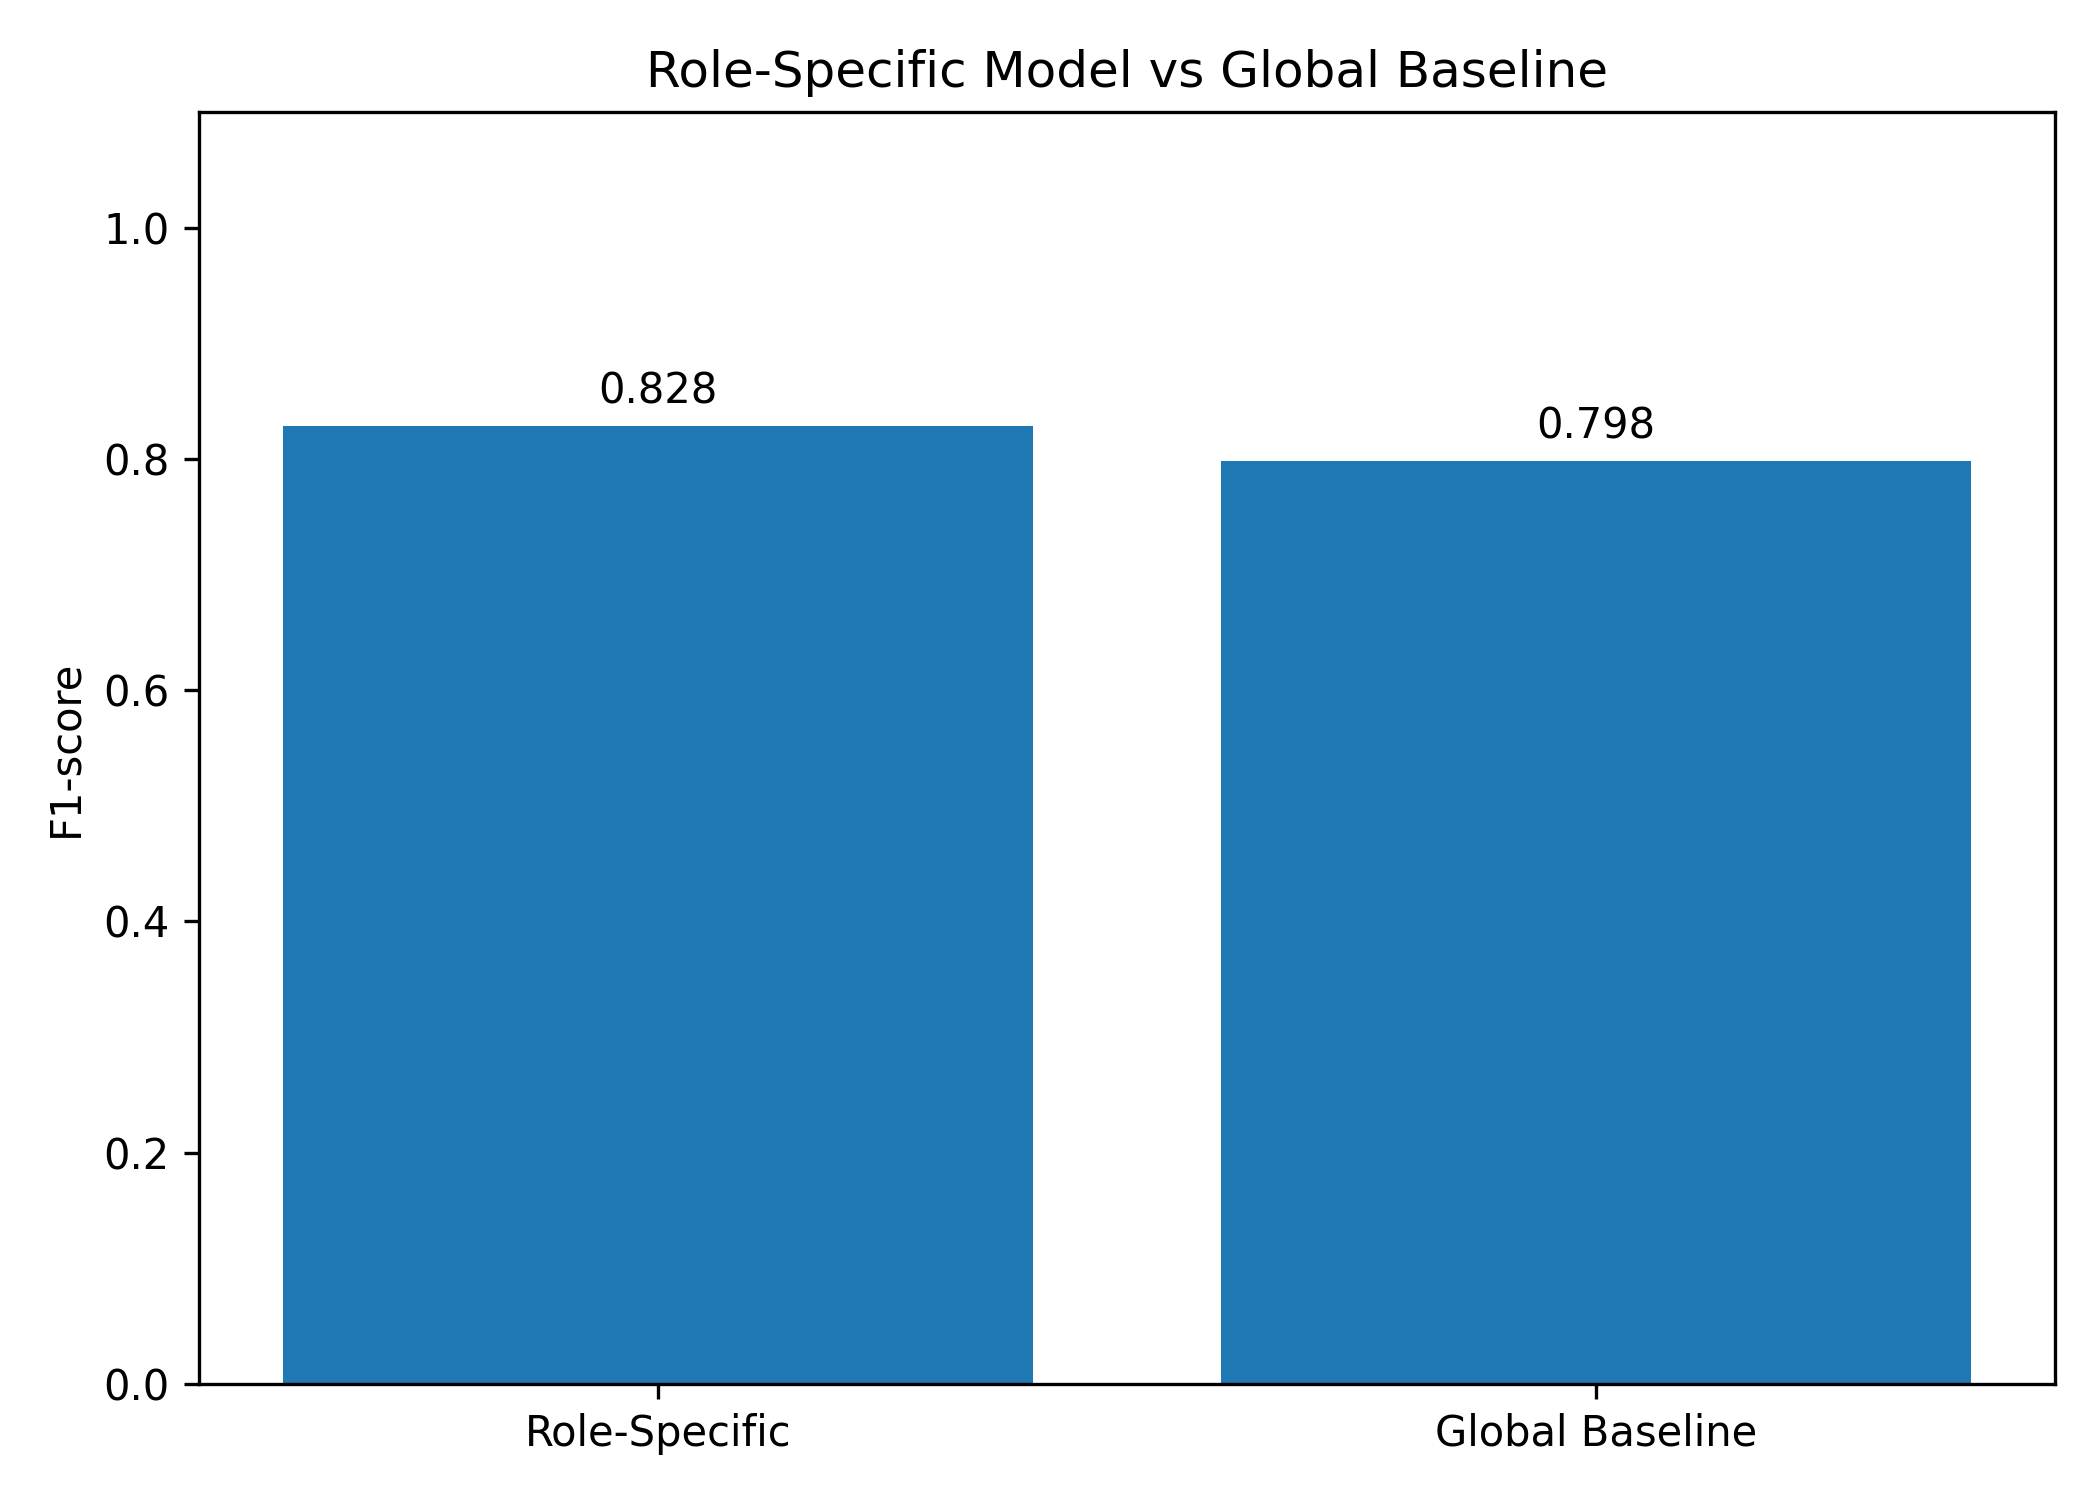 Role-Specific Model vs Global Baseline
F1-score
1.0
0.8
0.6
0.4
0.2
0.0
0.828
0.798
Role-Specific
Global Baseline